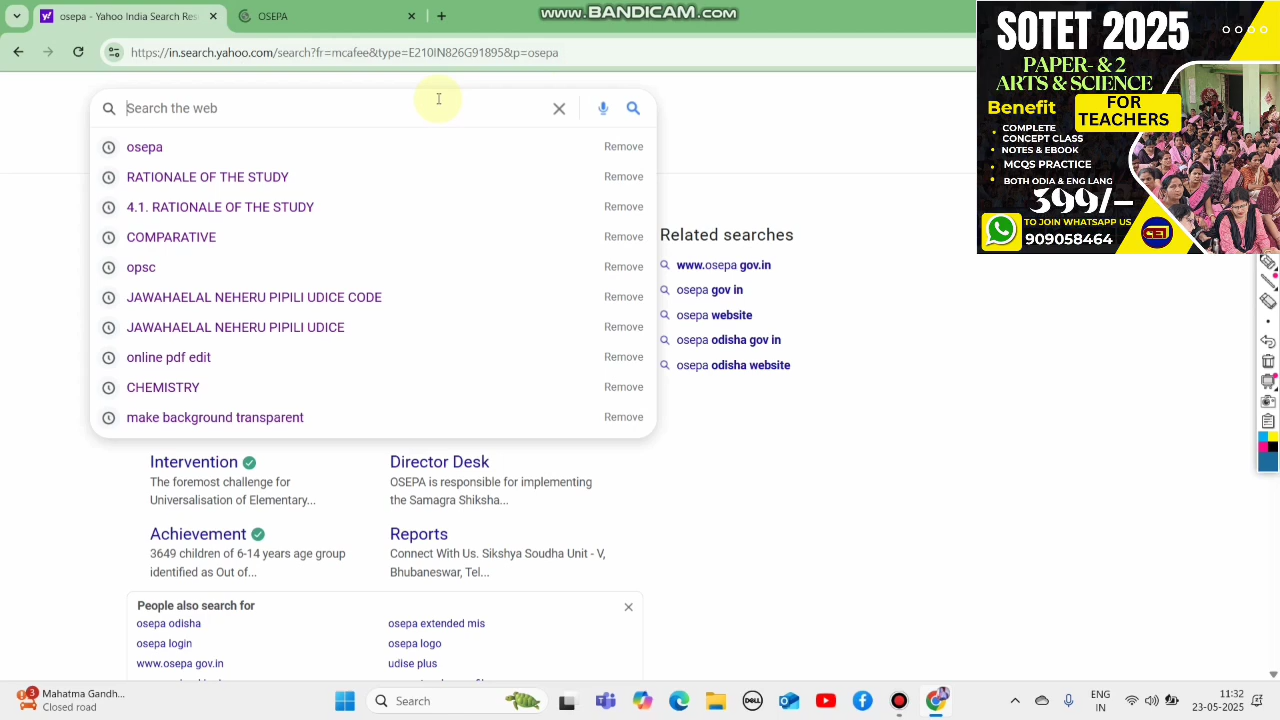 www.BANDICAM.com
https://in.search.yahoo.com/search?fr=mcafee&type=E210IN826G91895&p=osepa
Search the web
osepa Remove
RATIONALE OF THE STUDY Remove
4.1. RATIONALE OF THE STUDY Remove
COMPARATIVE Remove
opsc Remove
JAWAHAELAL NEHERU PIPILI UDICE CODE Remove
JAWAHAELAL NEHERU PIPILI UDICE Remove
online pdf edit Remove
CHEMISTRY Remove
make background transparent Remove
Related searches
www.osepa gov.in
osepa gov in
osepa website
osepa odisha gov in
osepa odisha website
Intervention
The foremost challenge for
Universalisation of Elementary...
Director Desk
OSEPA is responsible for implementing
the Samagra Shiksha...
Achievement
3649 children of 6-14 years age group
identified as Out of...
Reports
Connect With Us. Sikshya Soudha Unit - V,
Bhubaneswar, Tel...
People also search for
osepa odisha
osepa extended mis
osepa login
osepa logo
www.osepa gov.in
udise plus
SOTET 2025
PAPER- & 2
ARTS & SCIENCE
Benefit
FOR
TEACHERS
COMPLETE
CONCEPT CLASS
NOTES & EBOOK
MCQS PRACTICE
BOTH ODIA & ENG LANG
399/-
TO JOIN WHATSAPP US
909058464
CET
3
Mahatma Gandh...
Closed road
Search
DELL
ENG
IN
11:32
23-05-2025